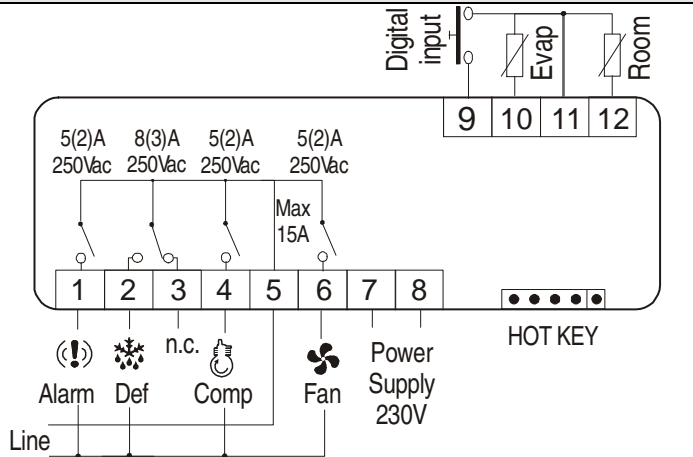 Digital
input
Evap
Room
9 10 11 12
5(2)A 8(3)A 5(2)A 5(2)A
250Vac 250Vac 250Vac 250Vac
Max
15A
1 2 3 4 5 6 7 8
HOT KEY
n.c.
Alarm Def Comp Fan
Power
Supply
230V
Line